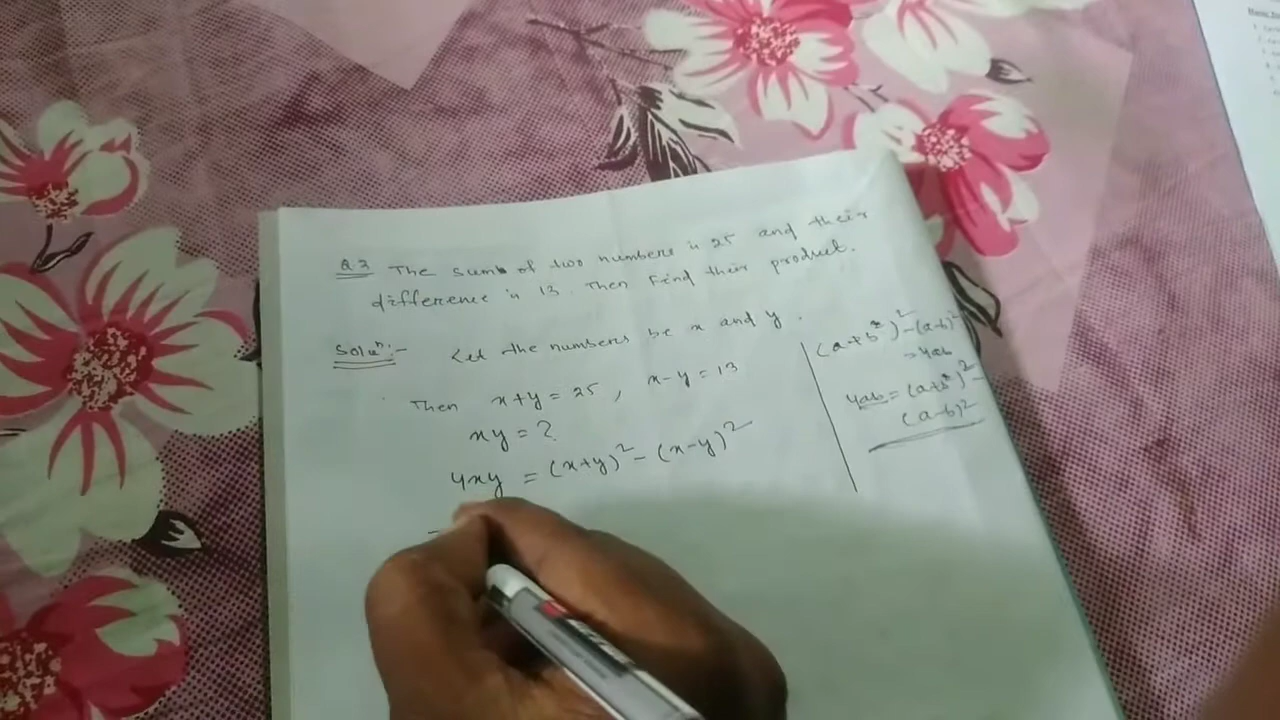 Q.3 The sum of two numbers is 25 and their
difference is 13. Then Find their product.
Solun:- Let the numbers be x and y.
Then x+y = 25, x-y = 13
xy = ?
4xy = (x+y)² - (x-y)²
(a+b)² - (a-b)²
= 4ab
4ab = (a+b)² -
(a-b)²